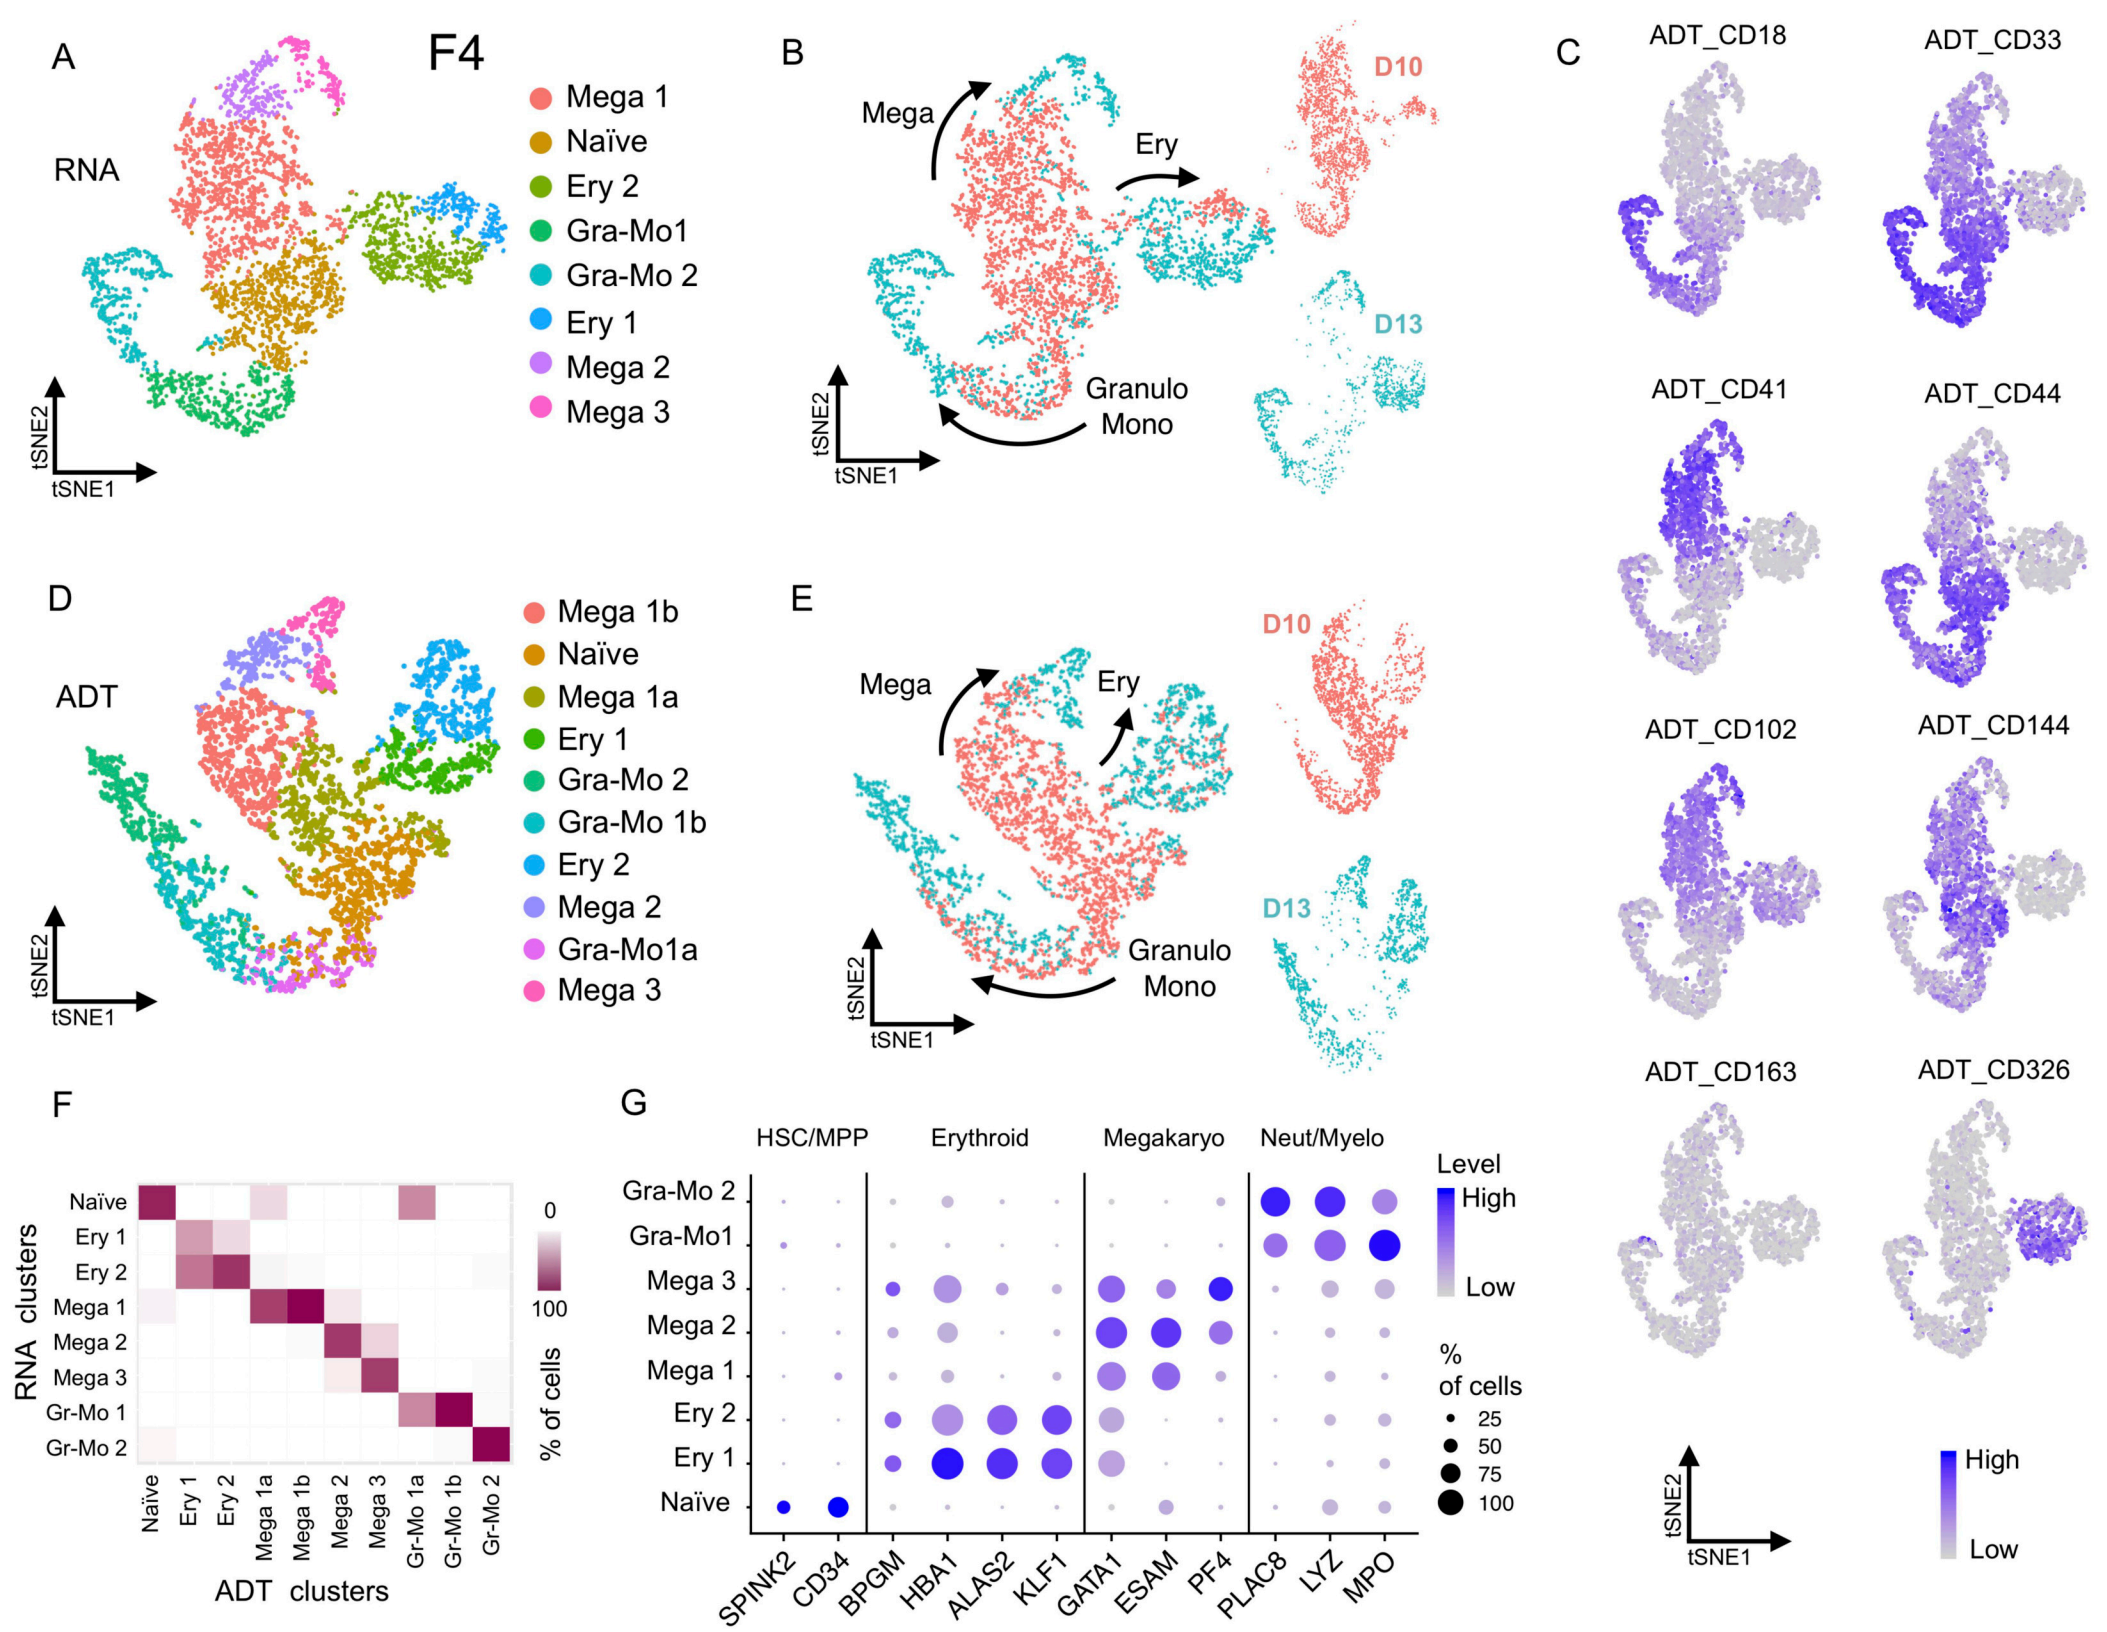 A
F4
RNA
Mega 1
Naïve
Ery 2
Gra-Mo1
Gra-Mo 2
Ery 1
Mega 2
Mega 3
tSNE2
tSNE1
B
Mega
Ery
Granulo
Mono
D10
D13
tSNE2
tSNE1
C
ADT_CD18
ADT_CD33
ADT_CD41
ADT_CD44
ADT_CD102
ADT_CD144
ADT_CD163
ADT_CD326
tSNE2
tSNE1
High
Low
D
ADT
Mega 1b
Naïve
Mega 1a
Ery 1
Gra-Mo 2
Gra-Mo 1b
Ery 2
Mega 2
Gra-Mo1a
Mega 3
tSNE2
tSNE1
E
Mega
Ery
Granulo
Mono
D10
D13
tSNE2
tSNE1
F
RNA clusters
Naïve
Ery 1
Ery 2
Mega 1
Mega 2
Mega 3
Gr-Mo 1
Gr-Mo 2
Naïve
Ery 1
Ery 2
Mega 1a
Mega 1b
Mega 2
Mega 3
Gr-Mo 1a
Gr-Mo 1b
Gr-Mo 2
ADT clusters
0
100
% of cells
G
HSC/MPP
Erythroid
Megakaryo
Neut/Myelo
Gra-Mo 2
Gra-Mo1
Mega 3
Mega 2
Mega 1
Ery 2
Ery 1
Naïve
SPINK2
CD34
BPGM
HBA1
ALAS2
KLF1
GATA1
ESAM
PF4
PLAC8
LYZ
MPO
Level
High
Low
%
of cells
25
50
75
100